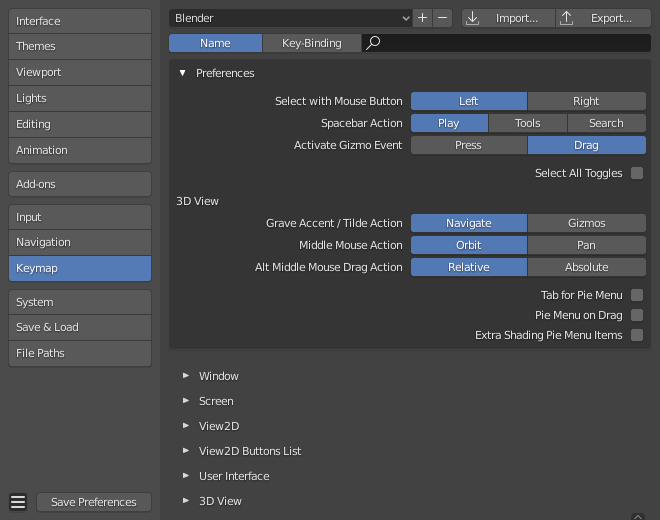 Interface
Themes
Viewport
Lights
Editing
Animation
Add-ons
Input
Navigation
Keymap
System
Save & Load
File Paths
Save Preferences
Blender
Import...
Export...
Name
Key-Binding
Preferences
Select with Mouse Button Left Right
Spacebar Action Play Tools Search
Activate Gizmo Event Press Drag
Select All Toggles
3D View
Grave Accent / Tilde Action Navigate Gizmos
Middle Mouse Action Orbit Pan
Alt Middle Mouse Drag Action Relative Absolute
Tab for Pie Menu
Pie Menu on Drag
Extra Shading Pie Menu Items
Window
Screen
View2D
View2D Buttons List
User Interface
3D View